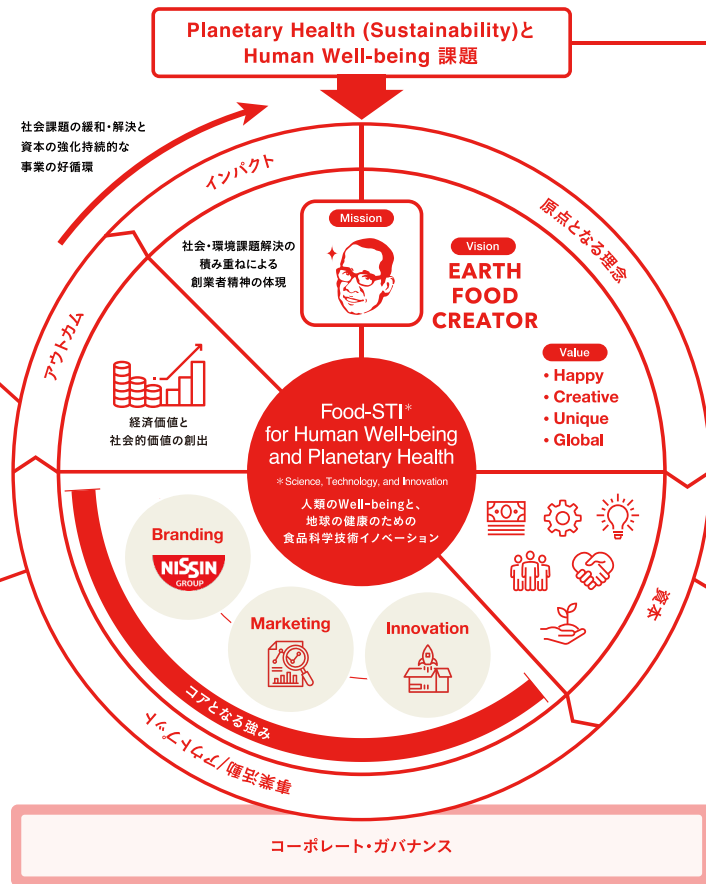 Planetary Health (Sustainability)と
Human Well-being 課題
社会課題の緩和・解決と
資本の強化持続的な
事業の好循環
インパクト
原点となる理念
Mission
社会・環境課題解決の
積み重ねによる
創業者精神の体現
Vision
EARTH
FOOD
CREATOR
Value
• Happy
• Creative
• Unique
• Global
アウトカム
経済価値と
社会的価値の創出
Food-STI*
for Human Well-being
and Planetary Health
*Science, Technology, and Innovation
人類のWell-beingと、
地球の健康のための
食品科学技術イノベーション
資本
Branding
NISSIN
GROUP
Marketing
Innovation
コアとなる強み
事業活動/アウトプット
コーポレート・ガバナンス